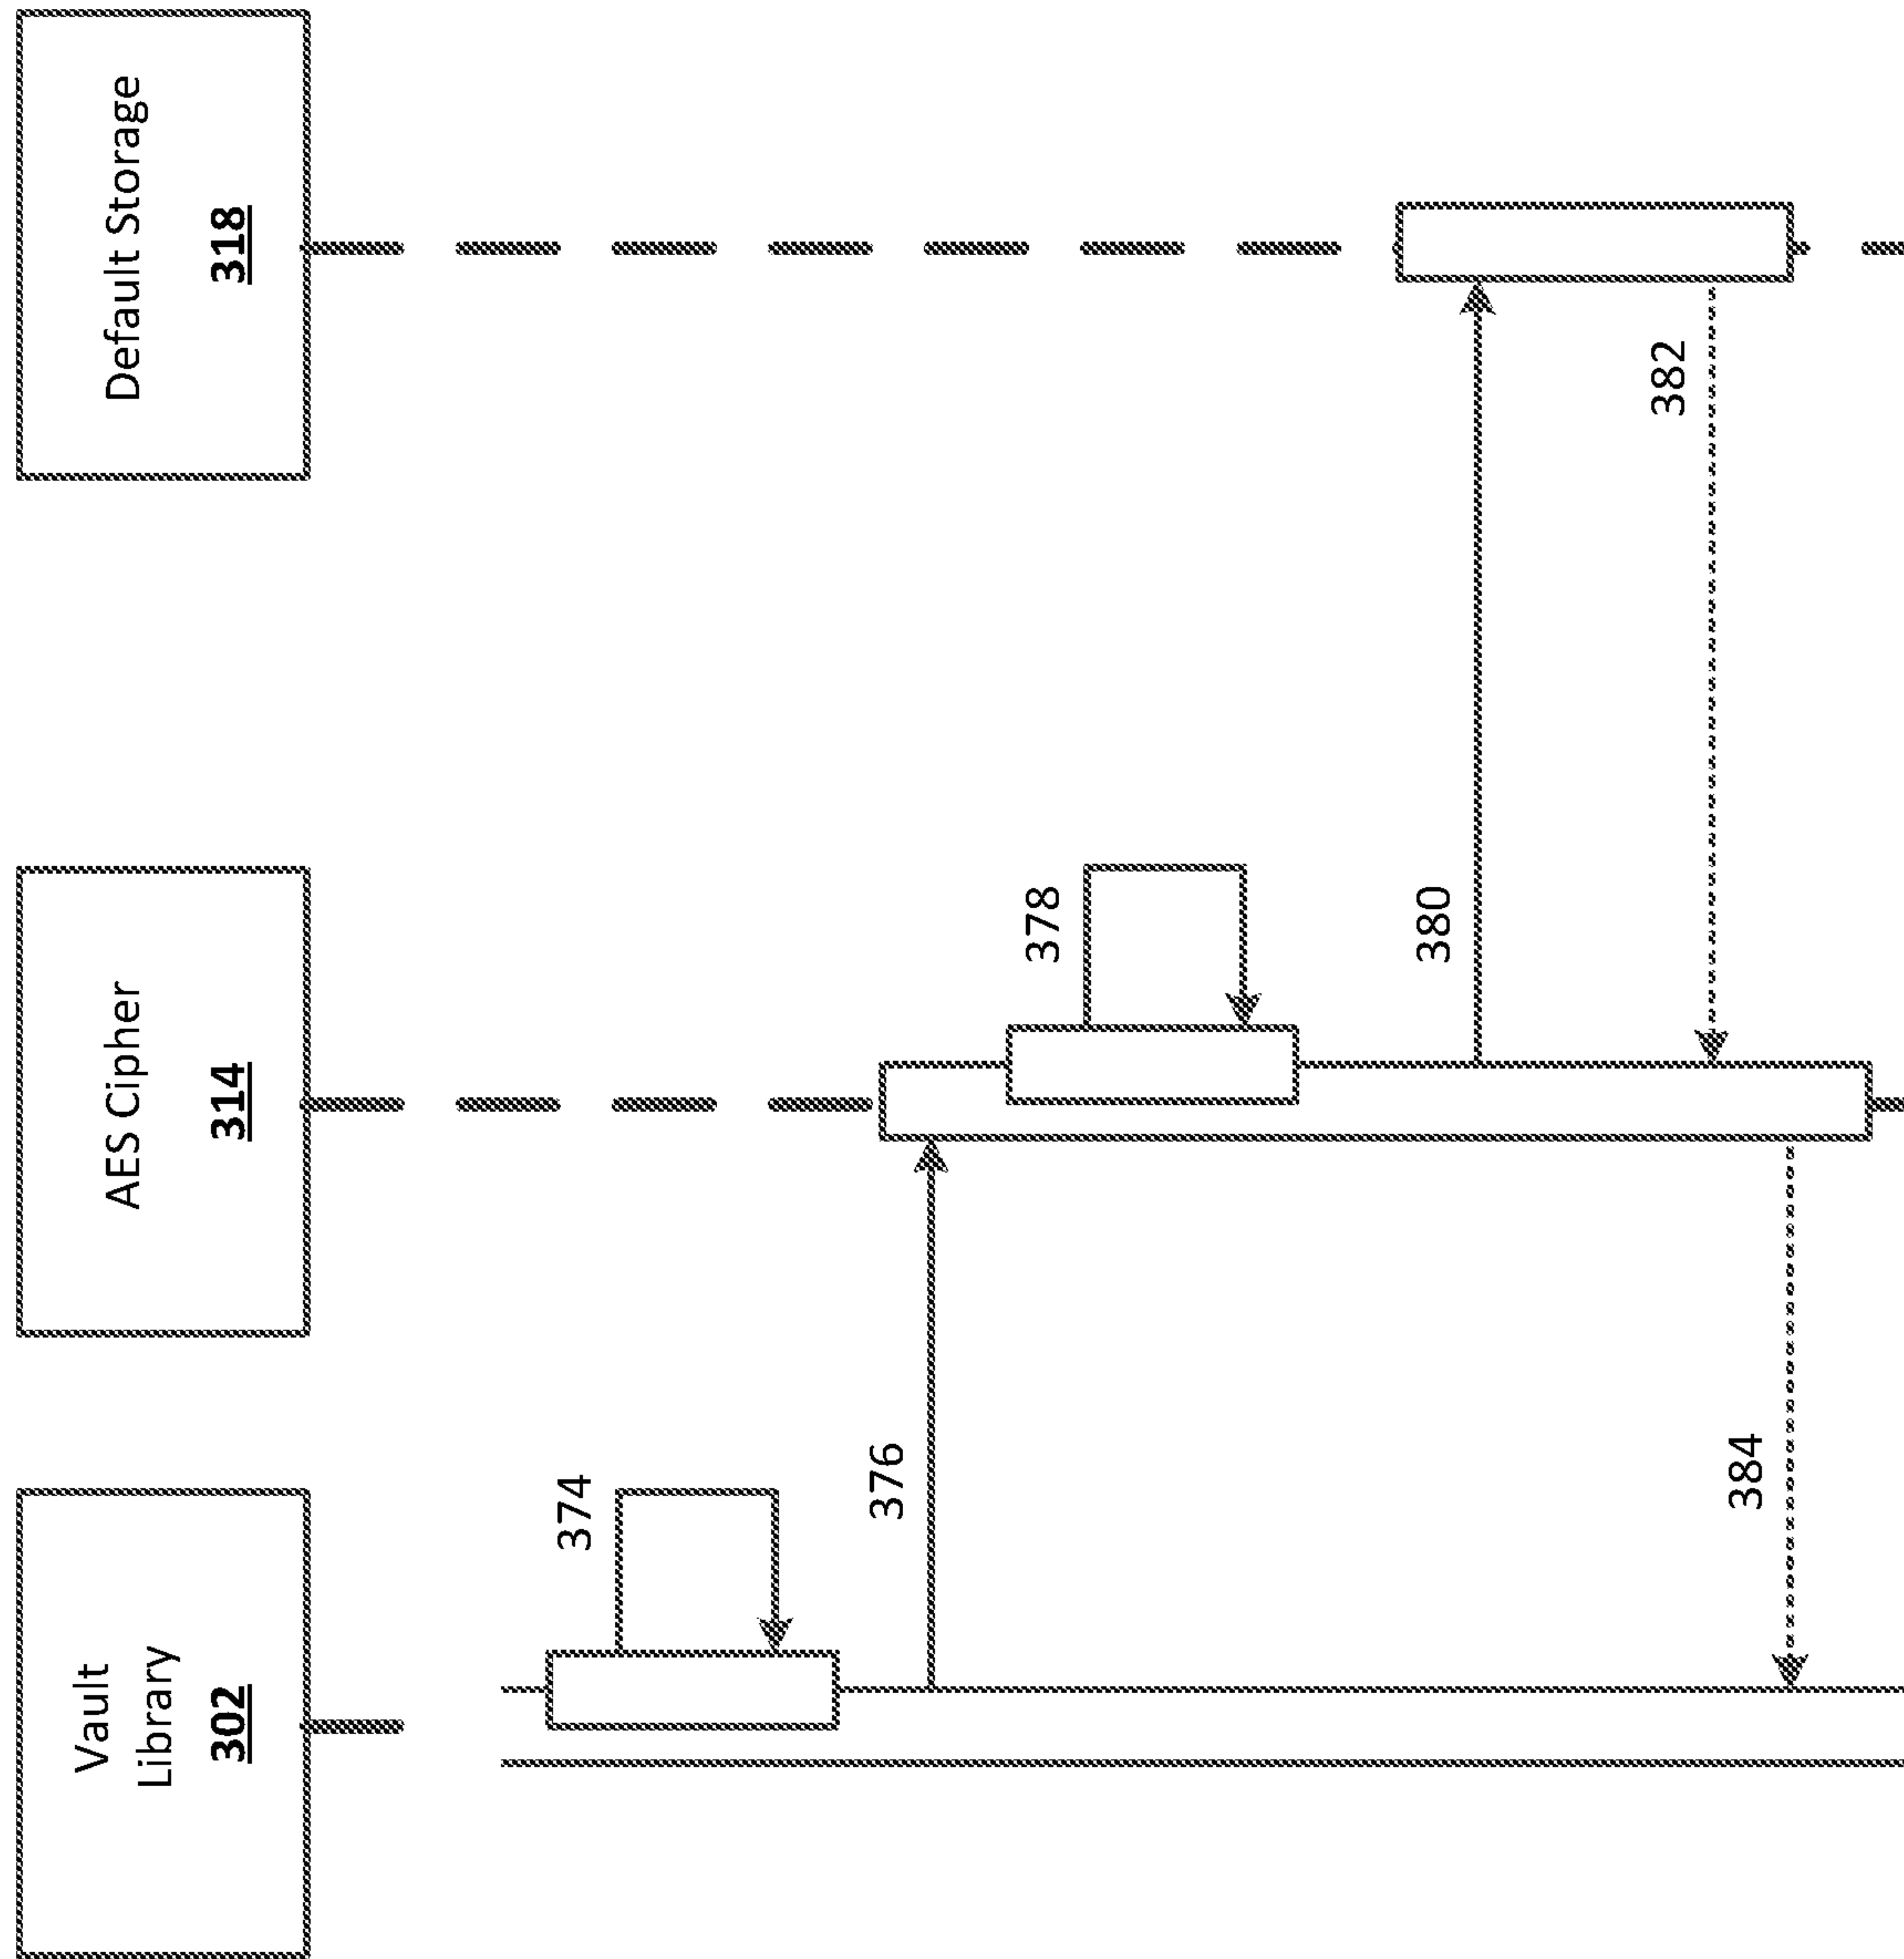 Vault
Library
302
AES Cipher
314
Default Storage
318
374
376
378
380
382
384